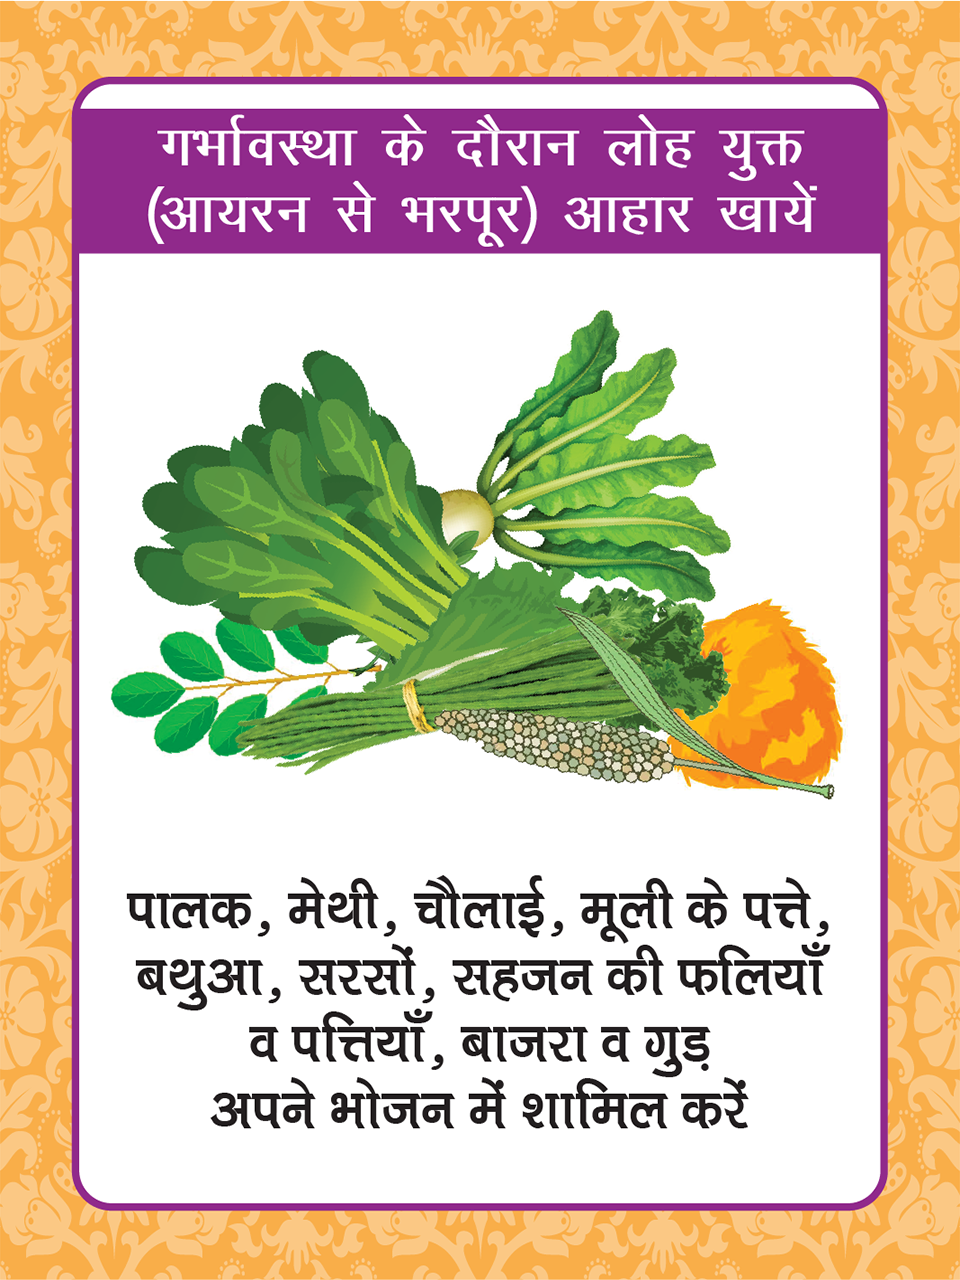 गर्भावस्था के दौरान लोह युक्त
(आयरन से भरपूर) आहार खायें
पालक, मेथी, चौलाई, मूली के पत्ते,
बथुआ, सरसों, सहजन की फलियाँ
व पत्तियाँ, बाजरा व गुड़
अपने भोजन में शामिल करें